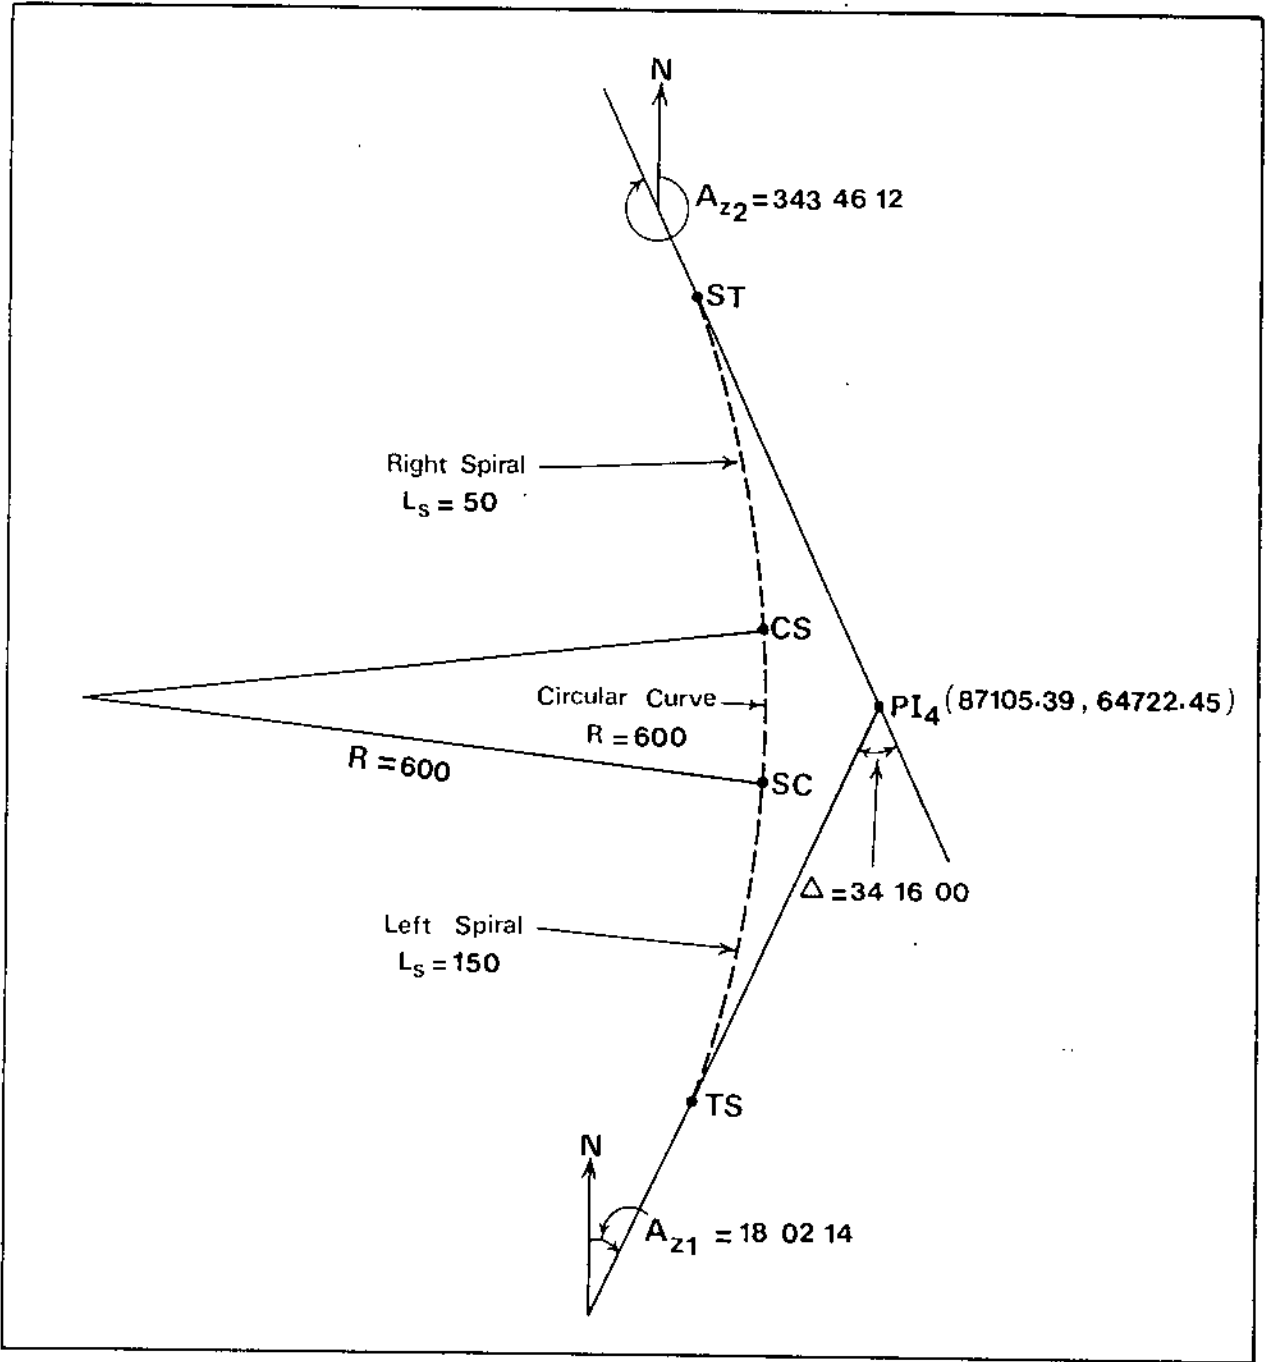 N
Az2 = 343 46 12
ST
Right Spiral
Ls = 50
CS
Circular Curve
R = 600
PI4 (87105.39, 64722.45)
R = 600
SC
Δ = 34 16 00
Left Spiral
Ls = 150
TS
N
Az1 = 18 02 14